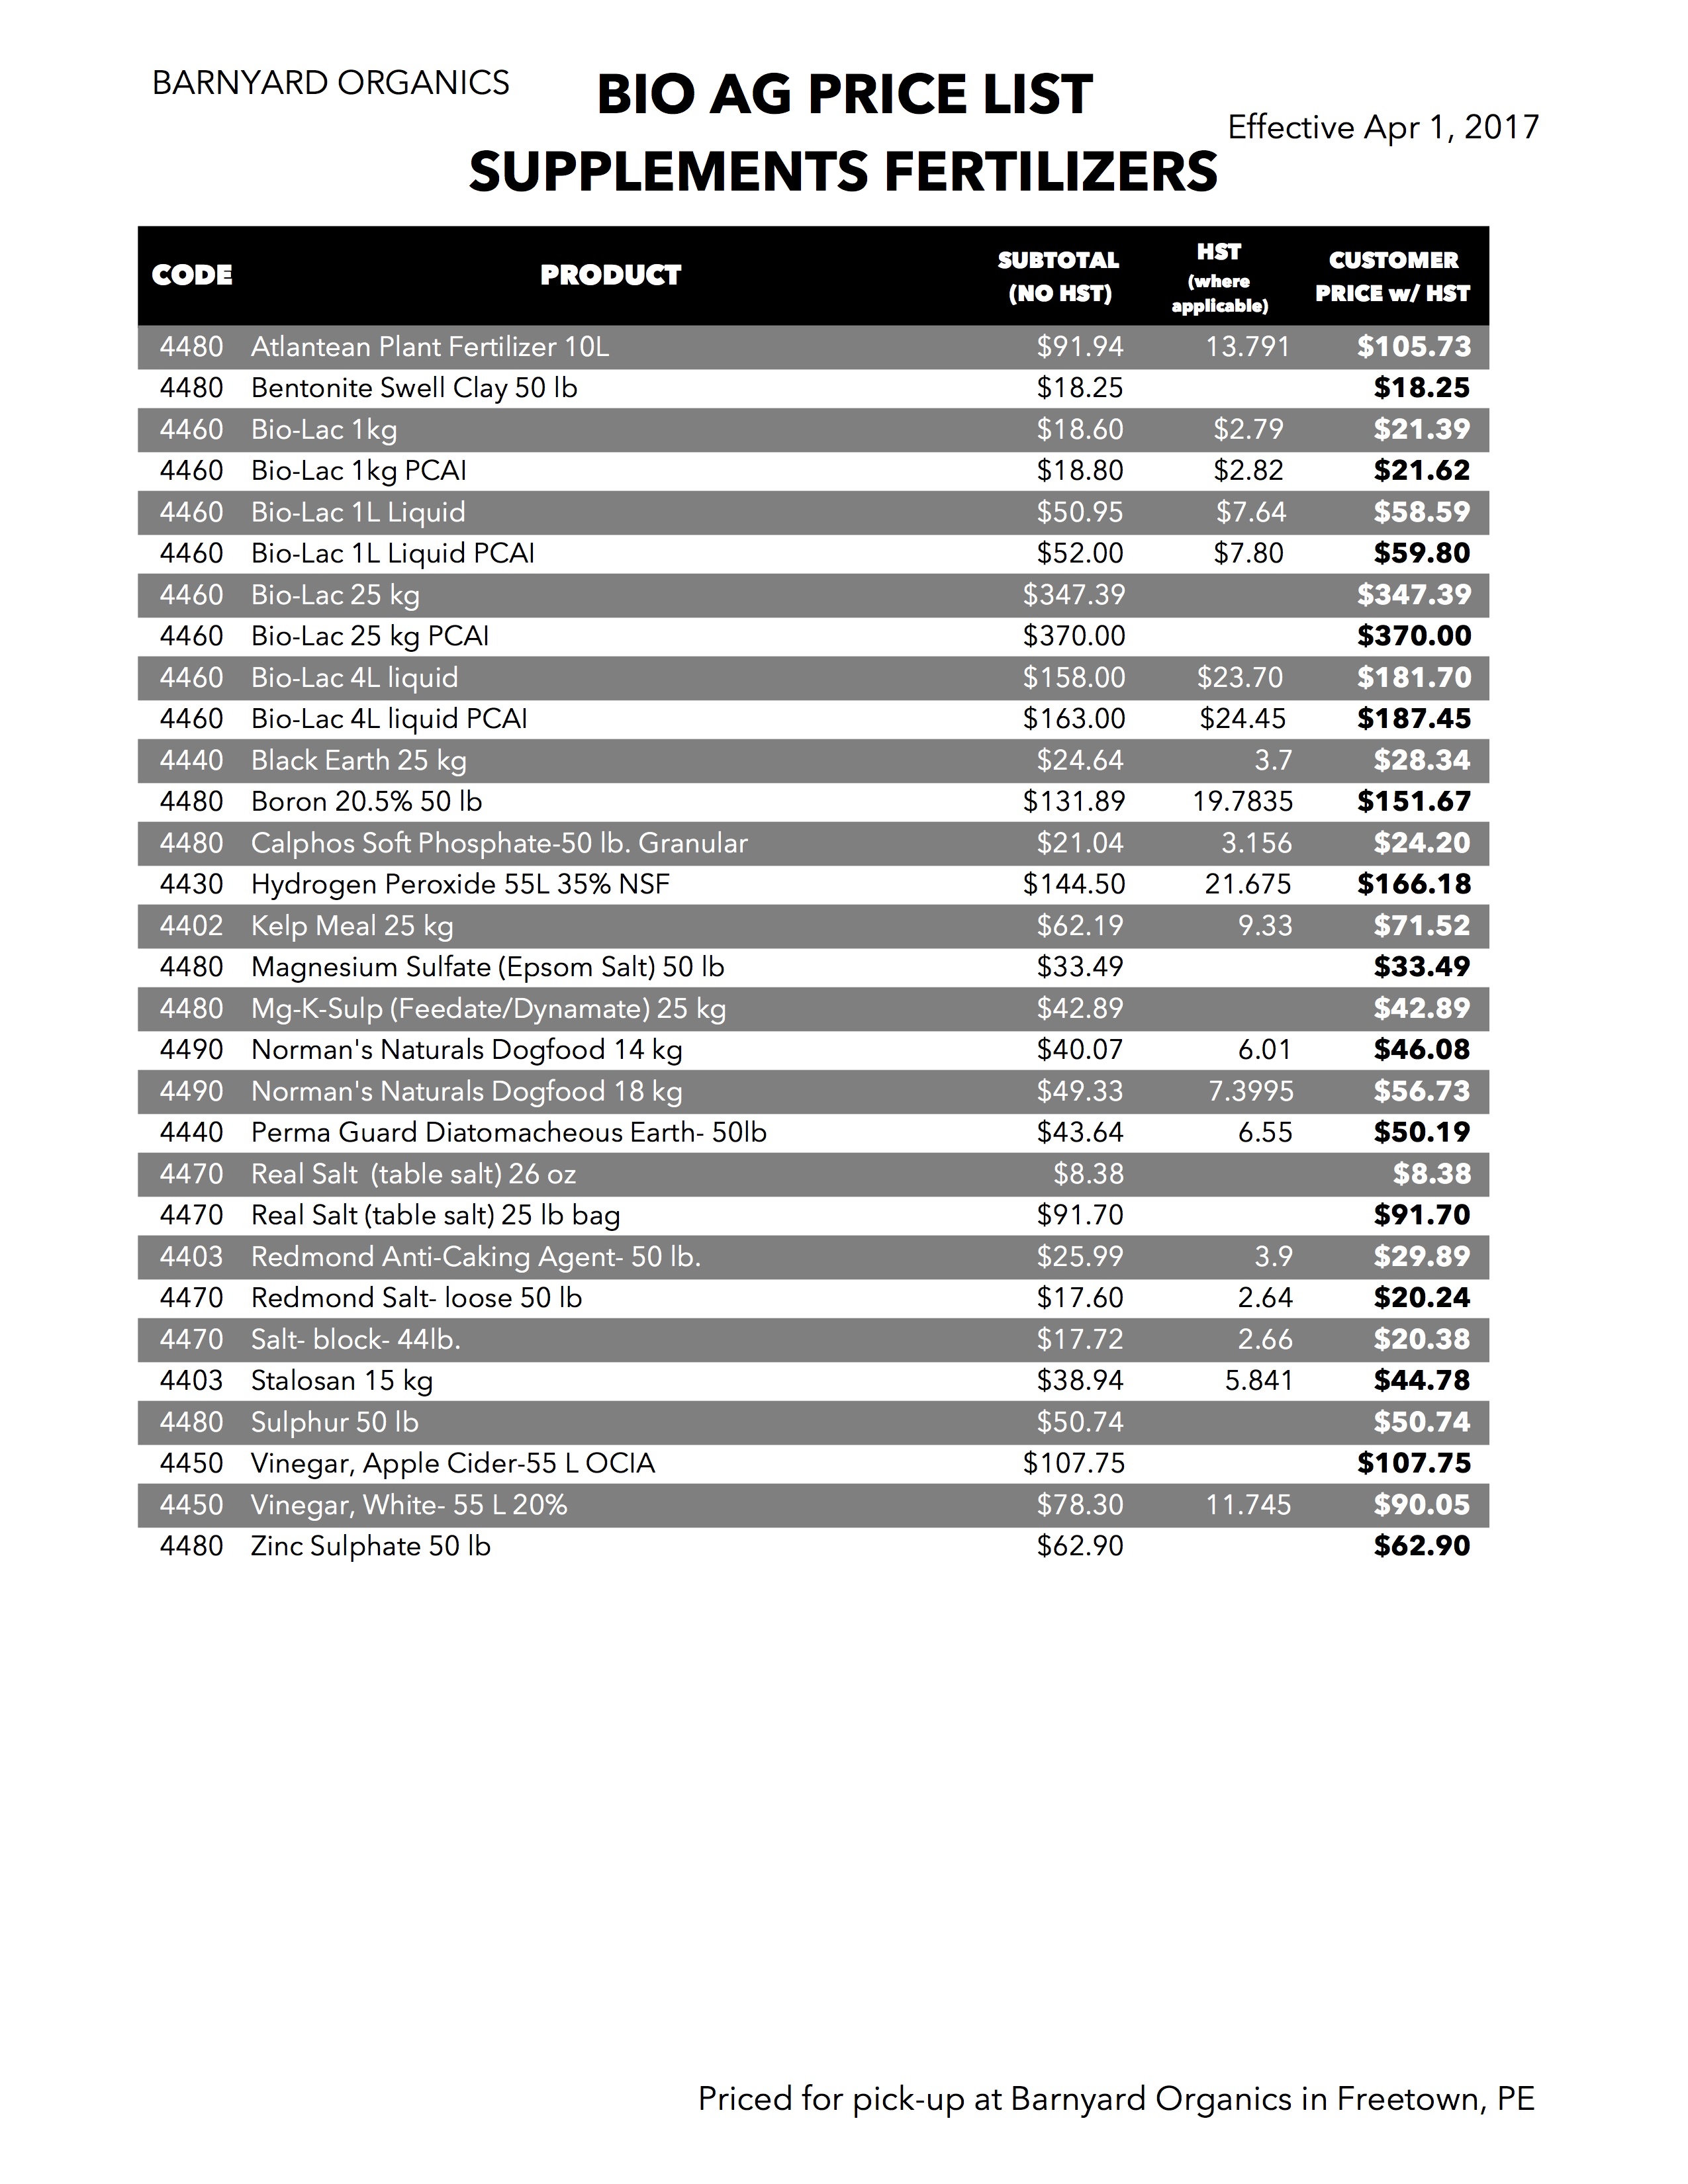 BARNYARD ORGANICS
BIO AG PRICE LIST
Effective Apr 1, 2017
SUPPLEMENTS FERTILIZERS
CODE PRODUCT SUBTOTAL (NO HST) HST (where applicable) CUSTOMER PRICE w/ HST
4480 Atlantean Plant Fertilizer 10L $91.94 13.791 $105.73
4480 Bentonite Swell Clay 50 lb $18.25 $18.25
4460 Bio-Lac 1kg $18.60 $2.79 $21.39
4460 Bio-Lac 1kg PCAI $18.80 $2.82 $21.62
4460 Bio-Lac 1L Liquid $50.95 $7.64 $58.59
4460 Bio-Lac 1L Liquid PCAI $52.00 $7.80 $59.80
4460 Bio-Lac 25 kg $347.39 $347.39
4460 Bio-Lac 25 kg PCAI $370.00 $370.00
4460 Bio-Lac 4L liquid $158.00 $23.70 $181.70
4460 Bio-Lac 4L liquid PCAI $163.00 $24.45 $187.45
4440 Black Earth 25 kg $24.64 3.7 $28.34
4480 Boron 20.5% 50 lb $131.89 19.7835 $151.67
4480 Calphos Soft Phosphate-50 lb. Granular $21.04 3.156 $24.20
4430 Hydrogen Peroxide 55L 35% NSF $144.50 21.675 $166.18
4402 Kelp Meal 25 kg $62.19 9.33 $71.52
4480 Magnesium Sulfate (Epsom Salt) 50 lb $33.49 $33.49
4480 Mg-K-Sulp (Feedate/Dynamate) 25 kg $42.89 $42.89
4490 Norman's Naturals Dogfood 14 kg $40.07 6.01 $46.08
4490 Norman's Naturals Dogfood 18 kg $49.33 7.3995 $56.73
4440 Perma Guard Diatomacheous Earth- 50lb $43.64 6.55 $50.19
4470 Real Salt (table salt) 26 oz $8.38 $8.38
4470 Real Salt (table salt) 25 lb bag $91.70 $91.70
4403 Redmond Anti-Caking Agent- 50 lb. $25.99 3.9 $29.89
4470 Redmond Salt- loose 50 lb $17.60 2.64 $20.24
4470 Salt- block- 44lb. $17.72 2.66 $20.38
4403 Stalosan 15 kg $38.94 5.841 $44.78
4480 Sulphur 50 lb $50.74 $50.74
4450 Vinegar, Apple Cider-55 L OCIA $107.75 $107.75
4450 Vinegar, White- 55 L 20% $78.30 11.745 $90.05
4480 Zinc Sulphate 50 lb $62.90 $62.90
Priced for pick-up at Barnyard Organics in Freetown, PE